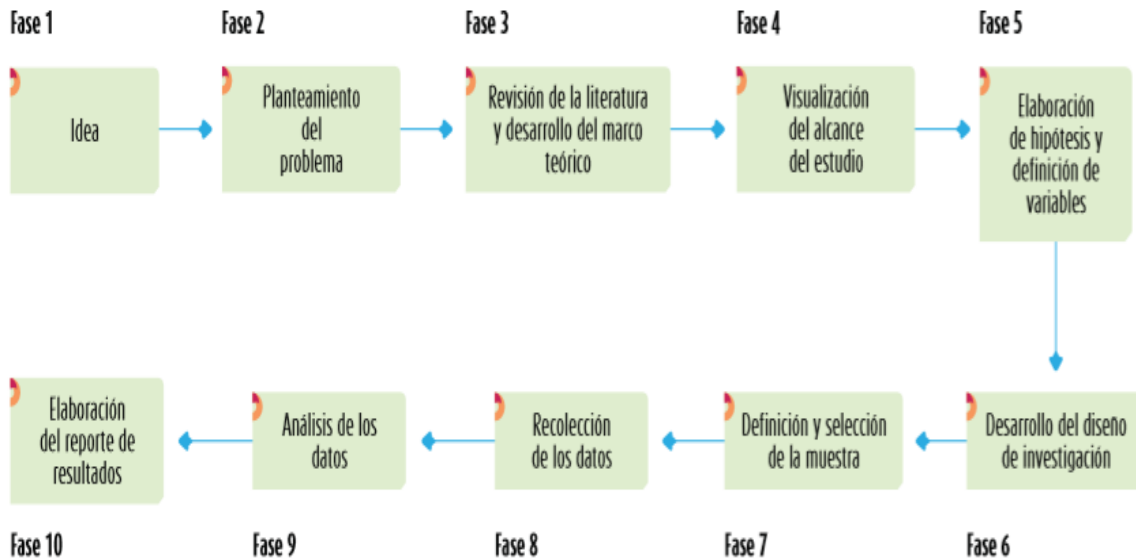 Fase 1
Fase 2
Fase 3
Fase 4
Fase 5
Idea
Planteamiento
del
problema
Revisión de la literatura
y desarrollo del marco
teórico
Visualización
del alcance
del estudio
Elaboración
de hipótesis y
definición de
variables
Desarrollo del diseño
de investigación
Definición y selección
de la muestra
Recolección
de los datos
Análisis de los
datos
Elaboración
del reporte de
resultados
Fase 10
Fase 9
Fase 8
Fase 7
Fase 6